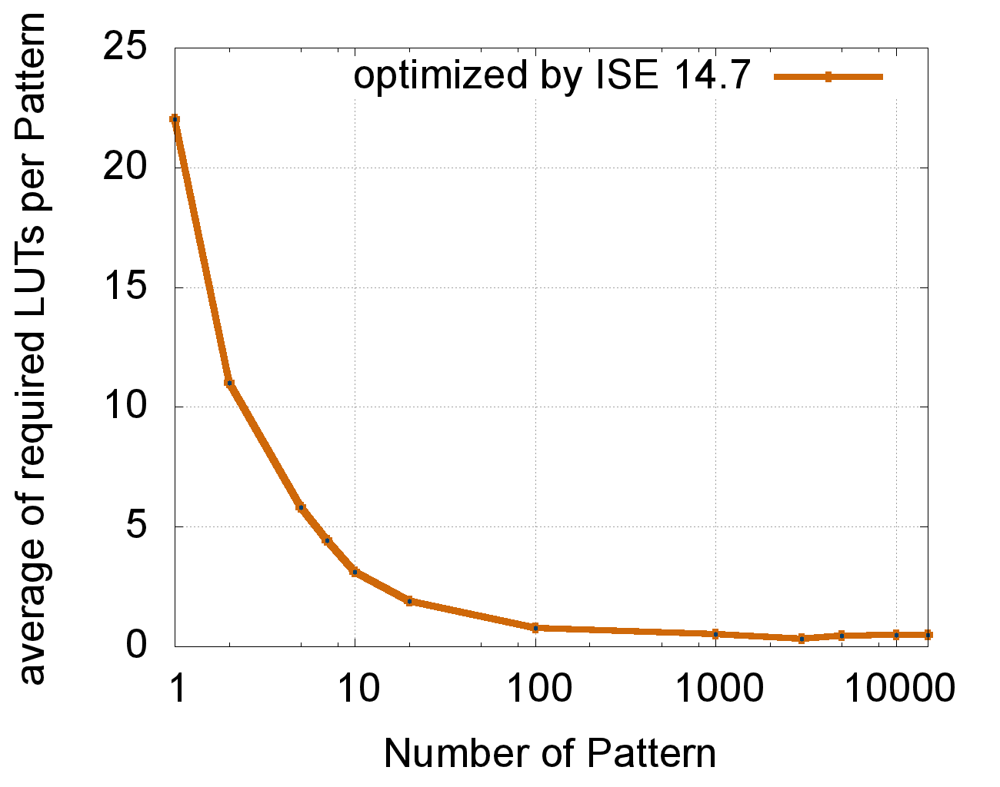 average of required LUTs per Pattern
25
20
15
10
5
0
optimized by ISE 14.7
1 10 100 1000 10000
Number of Pattern